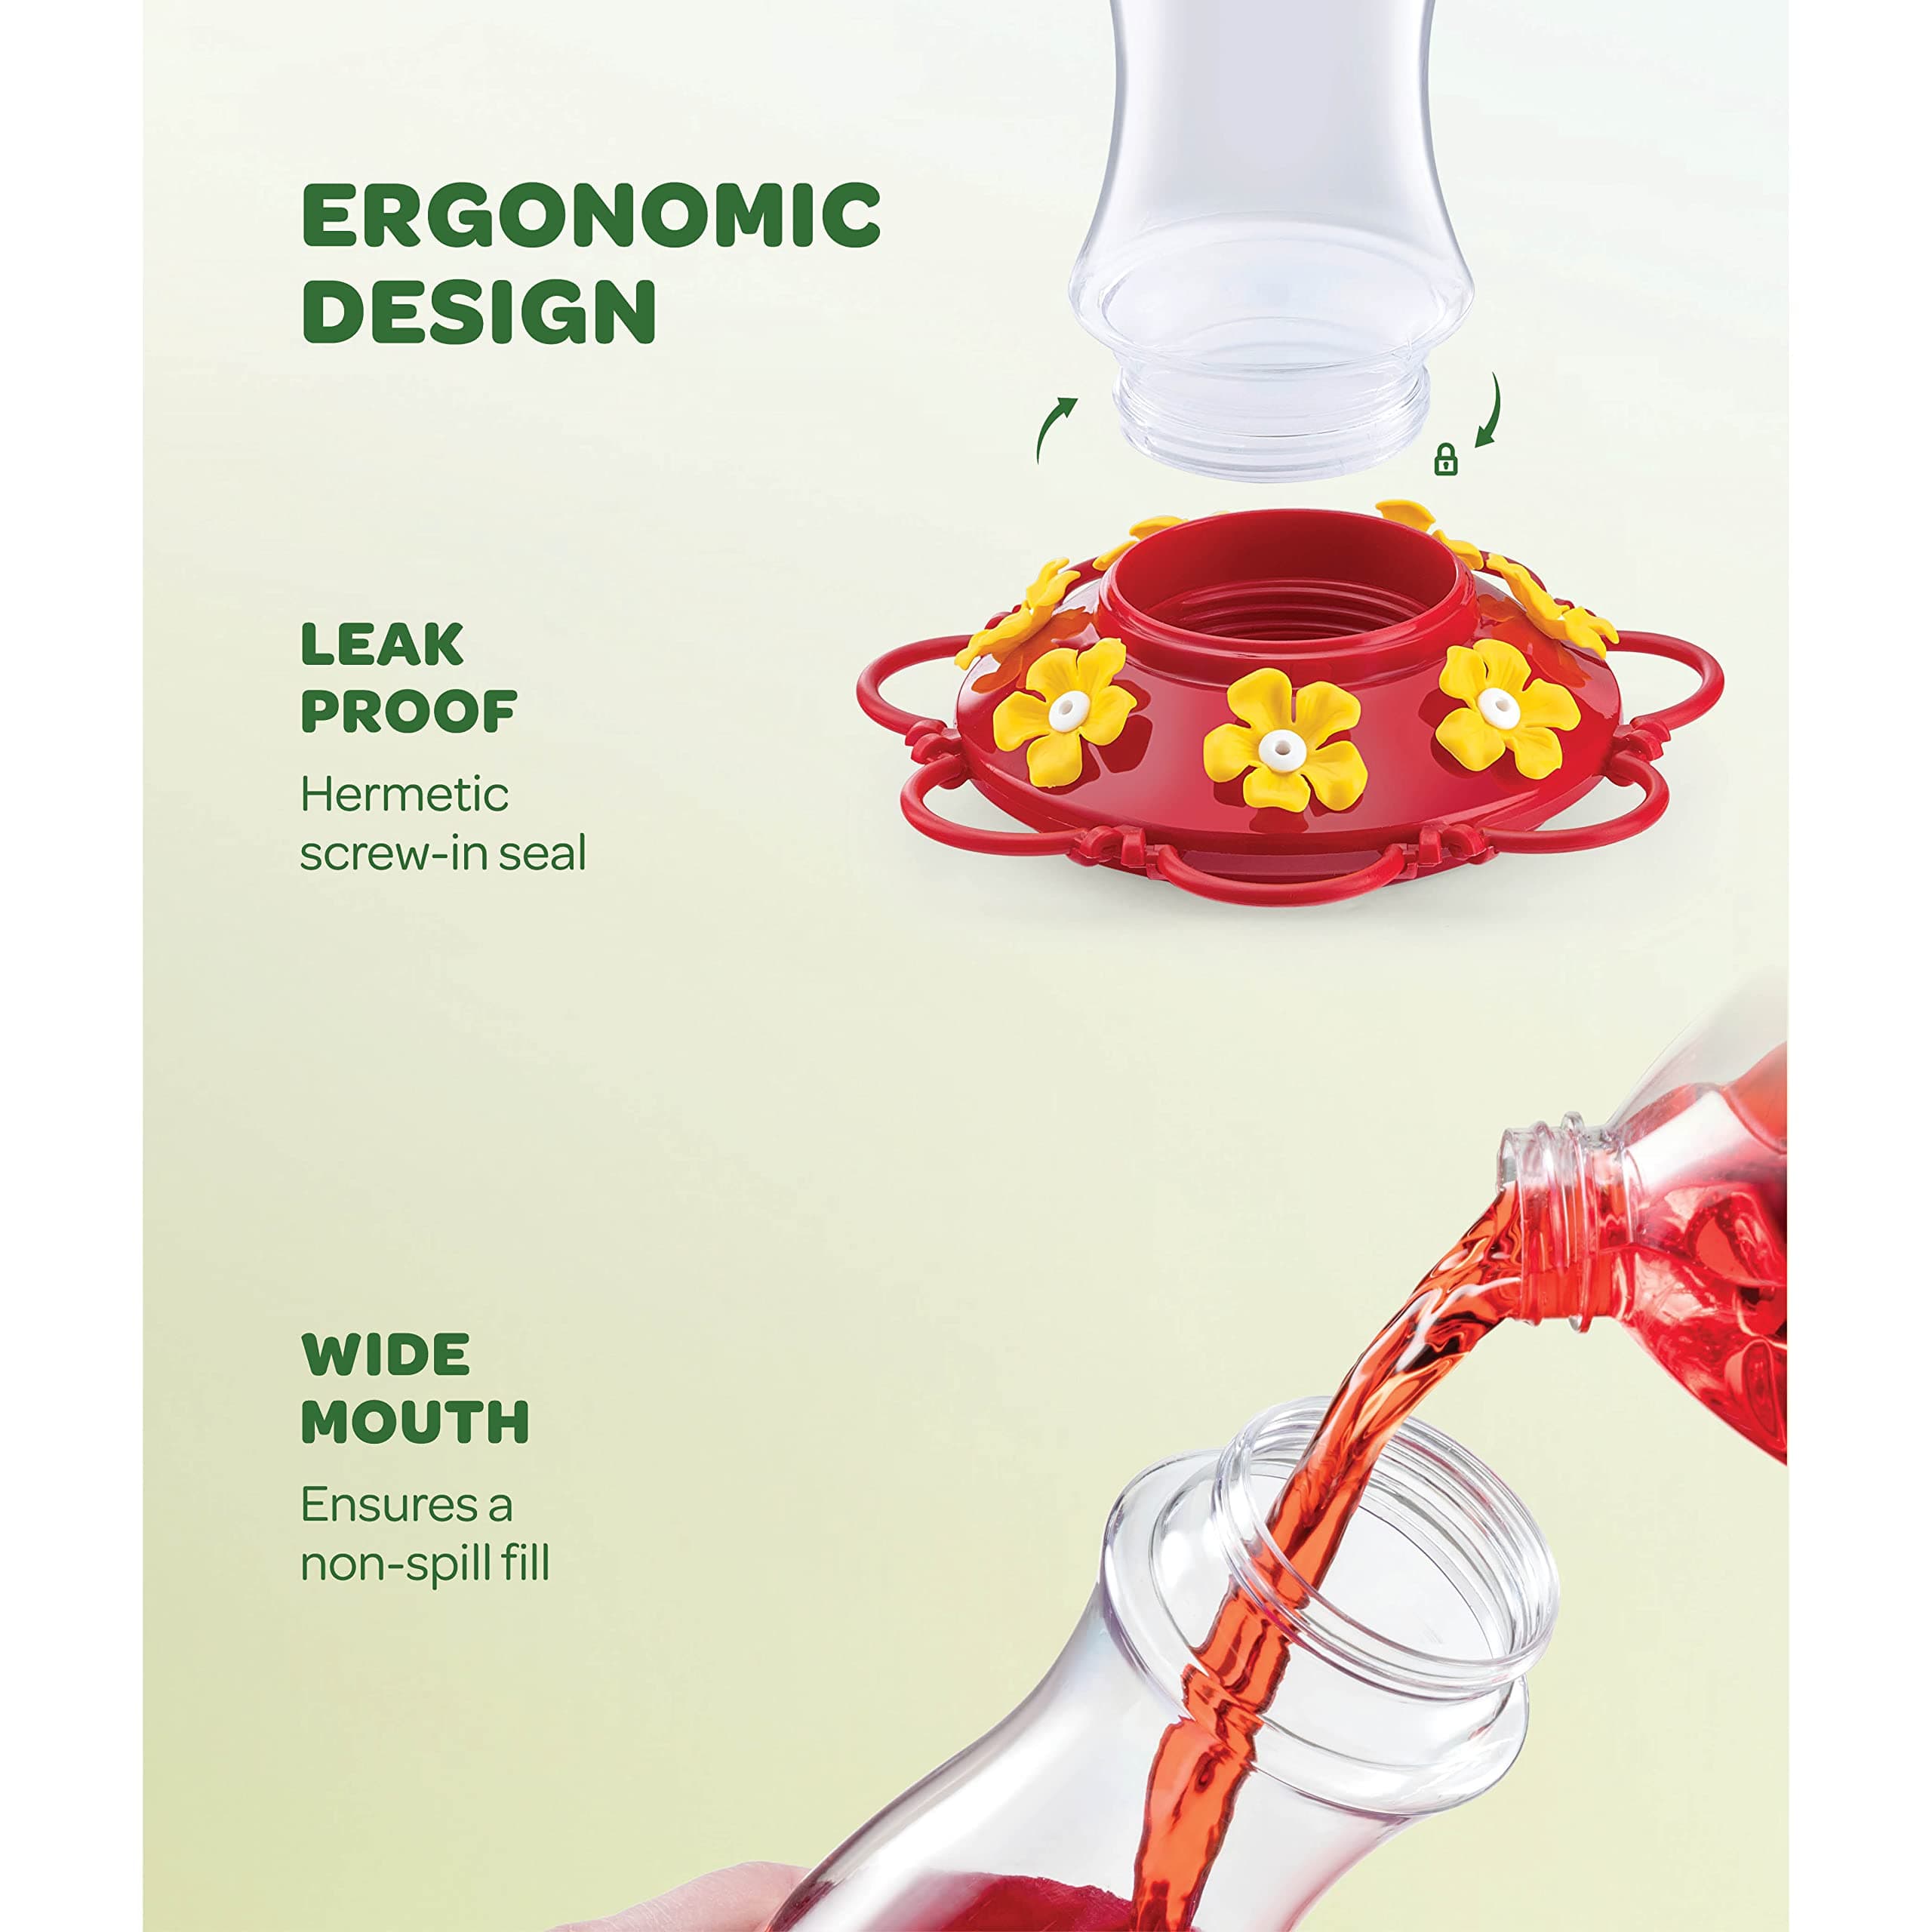 ERGONOMIC
DESIGN
LEAK
PROOF
Hermetic
screw-in seal
WIDE
MOUTH
Ensures a
non-spill fill